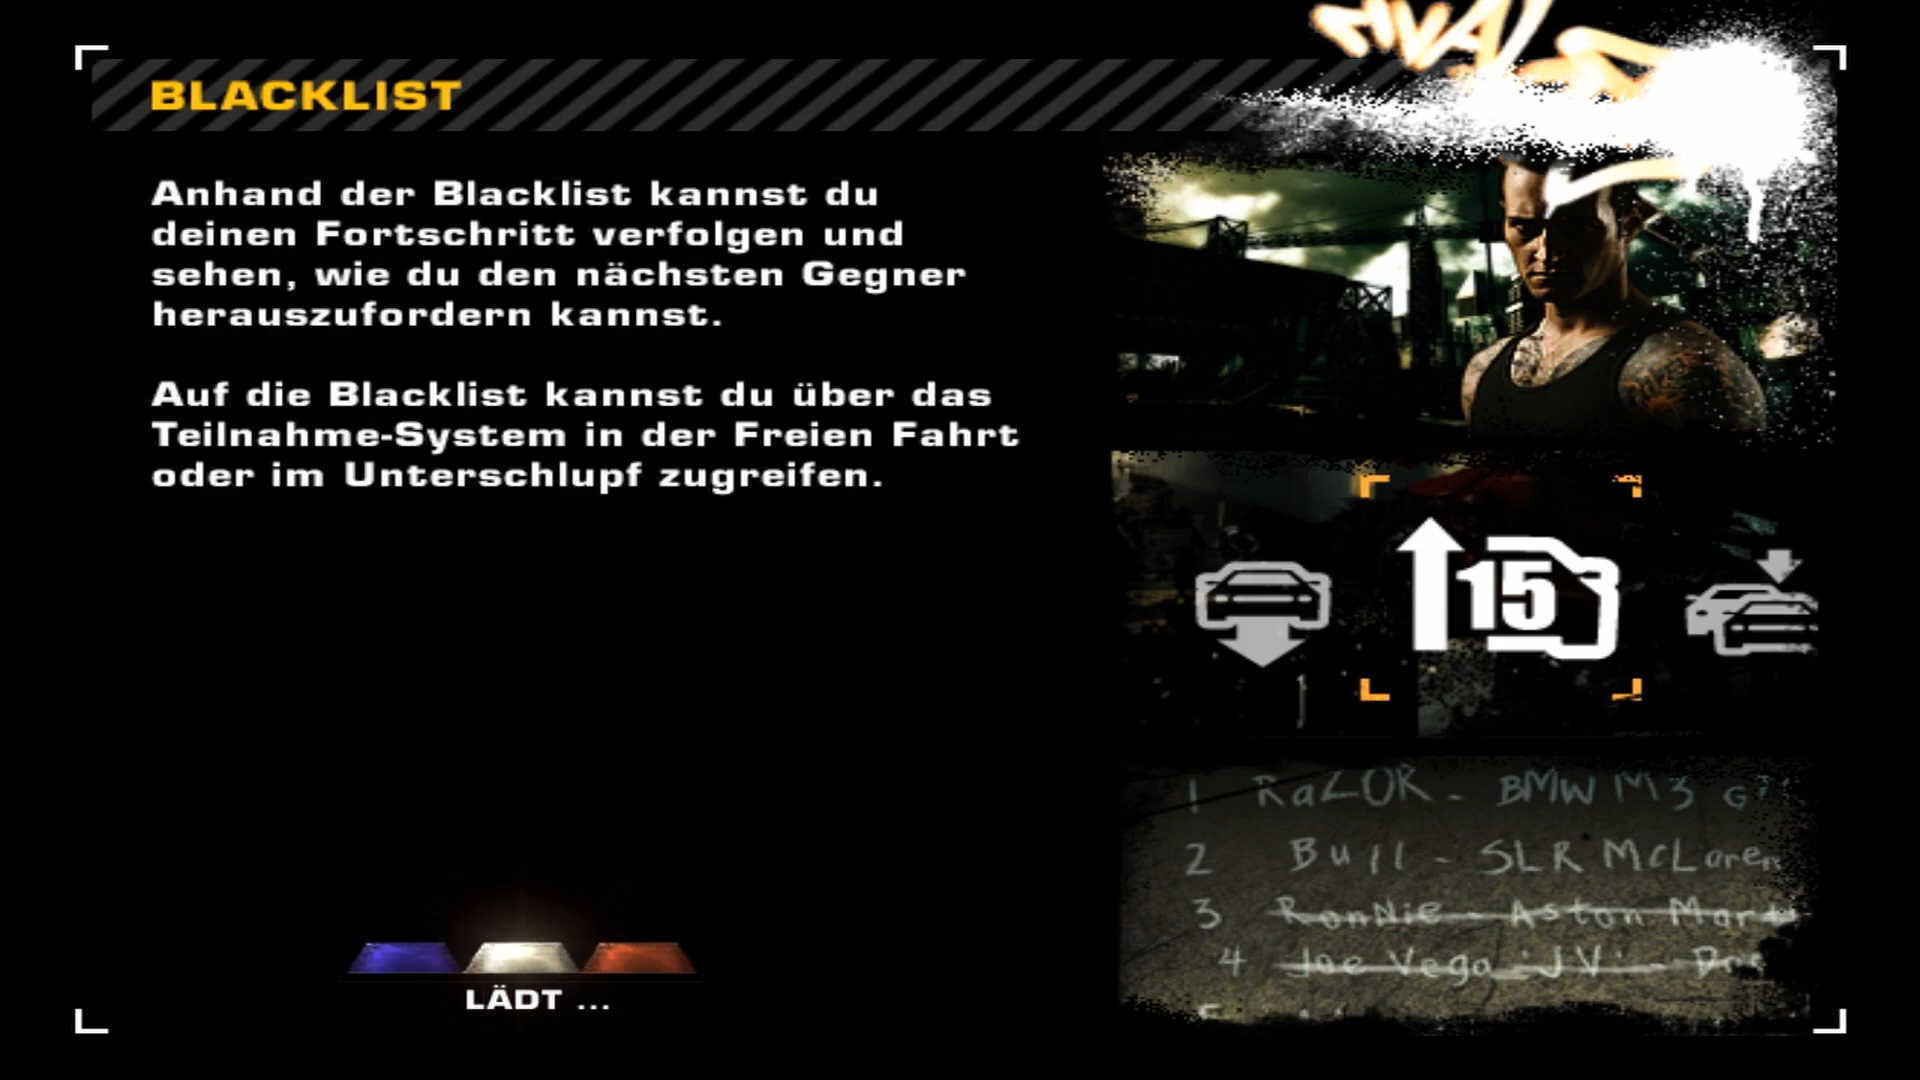 BLACKLIST
Anhand der Blacklist kannst du
deinen Fortschritt verfolgen und
sehen, wie du den nächsten Gegner
herauszufordern kannst.
Auf die Blacklist kannst du über das
Teilnahme-System in der Freien Fahrt
oder im Unterschlupf zugreifen.
15
1 RaZOR - BMW M3
2 Bull - SLR McLaren
3 RonNie - Aston
4 Joe Vega 'JV' -
LÄDT ...